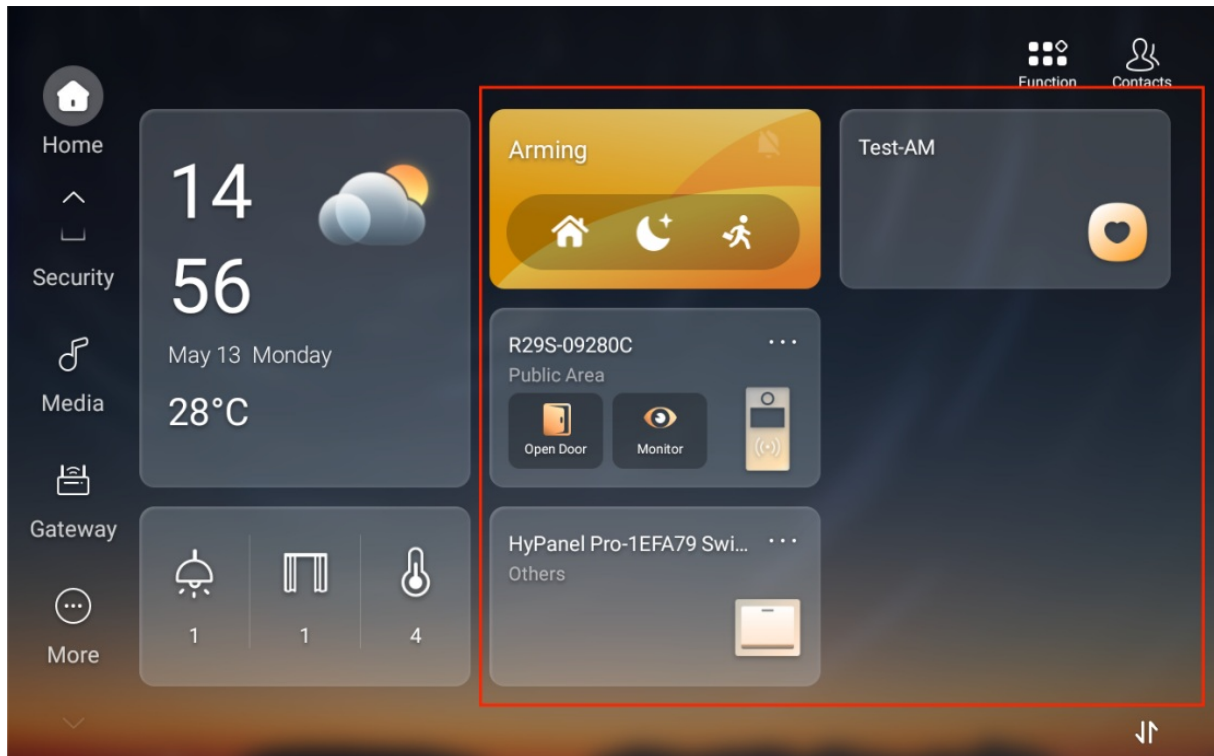 Function
Contacts
Home
Security
Media
Gateway
More
14
56
May 13 Monday
28°C
1
1
4
Arming
Test-AM
R29S-09280C
Public Area
Open Door
Monitor
HyPanel Pro-1EFA79 Swi...
Others